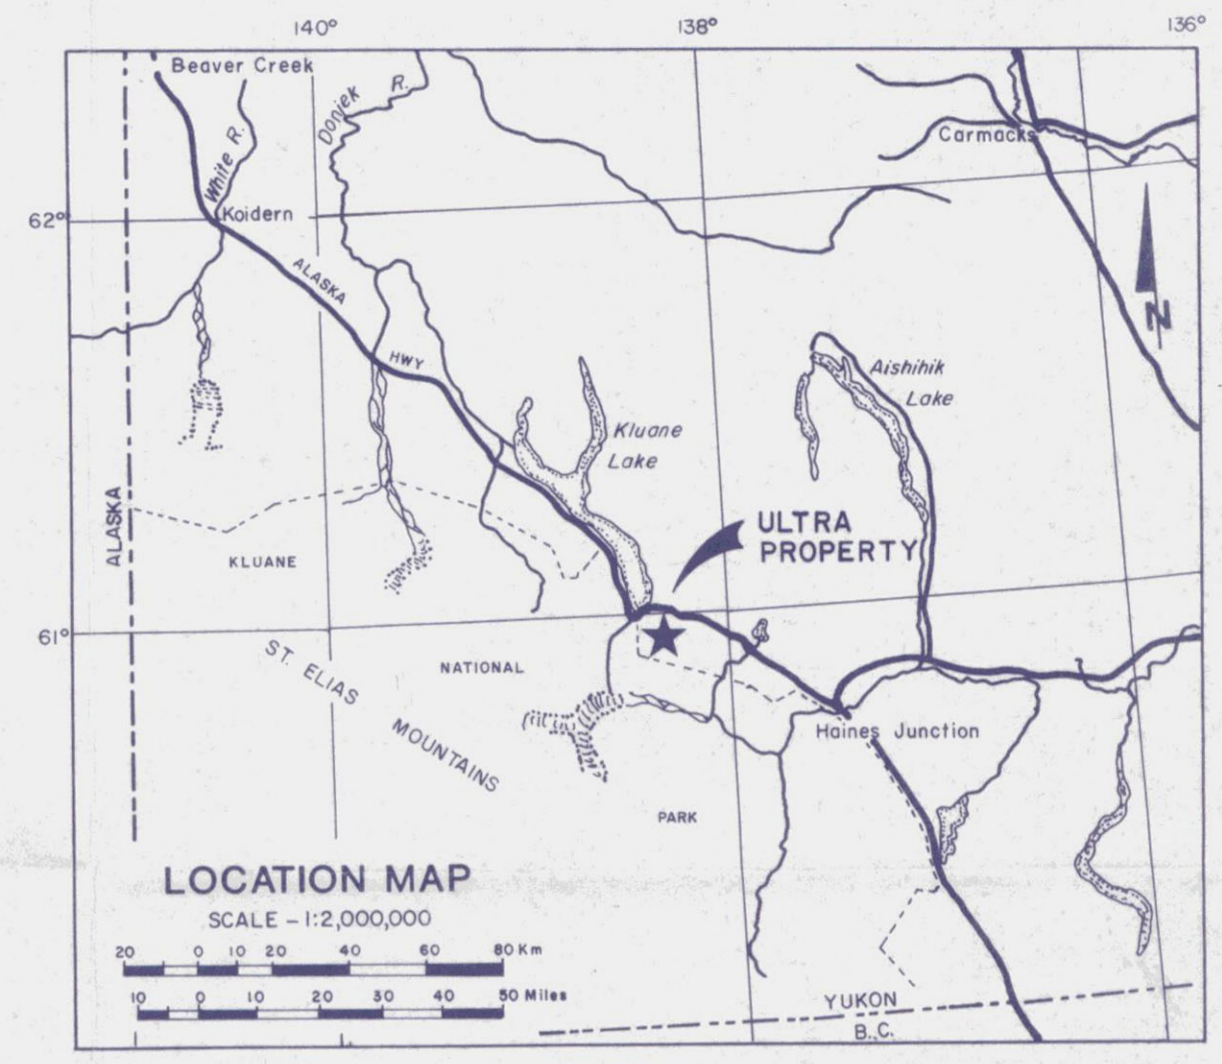 140° 138° 136°
Beaver Creek
Donjek R.
White R.
Carmacks
62°
Koidern
ALASKA
HWY
N
Aishihik
Lake
Kluane
Lake
ALASKA
ULTRA
PROPERTY
KLUANE
61°
ST. ELIAS
NATIONAL
MOUNTAINS
Haines Junction
PARK
LOCATION MAP
SCALE – 1:2,000,000
20 0 10 20 40 60 80 Km
10 0 10 20 30 40 50 Miles
YUKON
B.C.